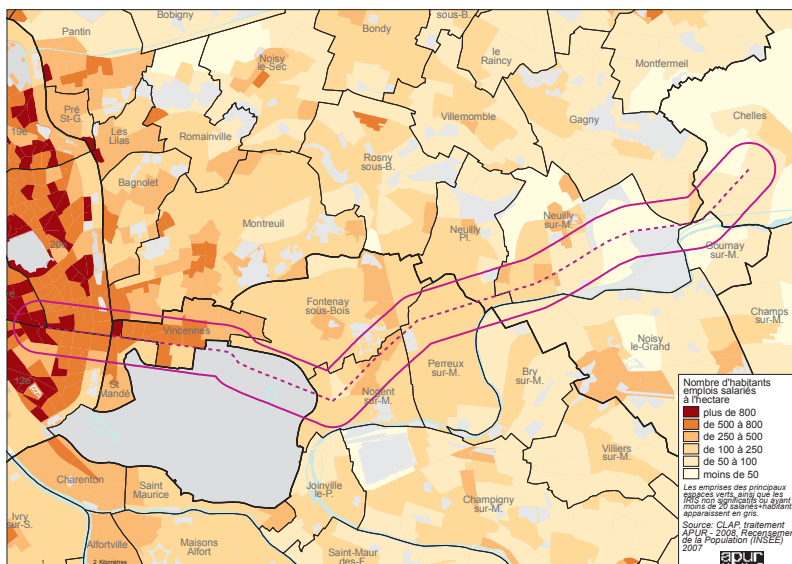 Pantin
Bobigny
Bondy
sous-B.
le
Raincy
Montfermeil
Noisy
le-Sec
Pré
St-G.
19e
Les
Lilas
Romainville
Villemomble
Gagny
Chelles
Rosny
sous-B.
Bagnolet
Montreuil
20e
Neuilly
Pl.
Neuilly
sur-M.
Gournay
sur-M.
Fontenay
sous-Bois
Vincennes
Champs
sur-M.
Noisy
le-Grand
Perreux
sur-M.
Bry
sur-M.
12e
St
Mandé
Nogent
sur-M.
Villiers
sur-M.
Charenton
Saint
Maurice
Joinville
le-P.
Champigny
sur-M.
Ivry
sur-S.
Alfortville
Maisons
Alfort
Saint-Maur
des-F.
1
2 Kilomètres
Nombre d'habitants
emplois salariés
à l'hectare
plus de 800
de 500 à 800
de 250 à 500
de 100 à 250
de 50 à 100
moins de 50
Les emprises des principaux
espaces verts, ainsi que les
IRIS non significatifs ou ayant
moins de 20 salariés+habitant
apparaissent en gris.
Source: CLAP, traitement
APUR - 2008, Recensemen
de la Population (INSEE)
2007
apur